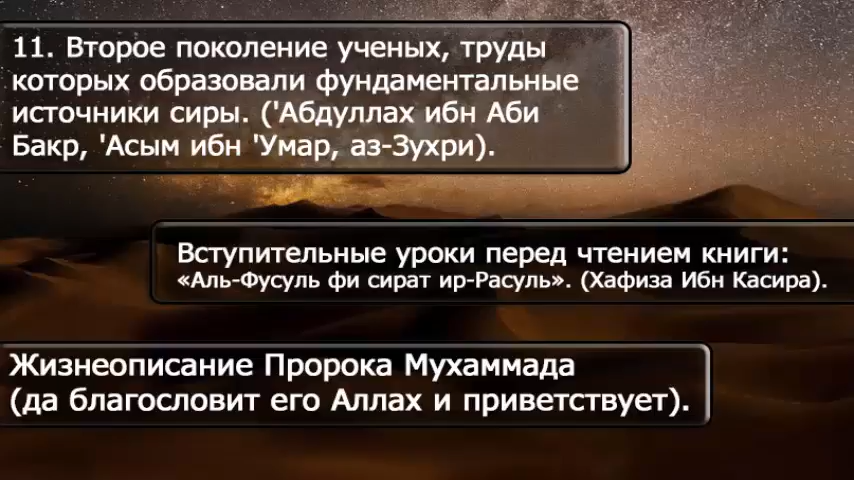 11. Второе поколение ученых, труды
которых образовали фундаментальные
источники сиры. ('Абдуллах ибн Аби
Бакр, 'Асым ибн 'Умар, аз-Зухри).
Вступительные уроки перед чтением книги:
«Аль-Фусуль фи сират ир-Расуль». (Хафиза Ибн Касира).
Жизнеописание Пророка Мухаммада
(да благословит его Аллах и приветствует).